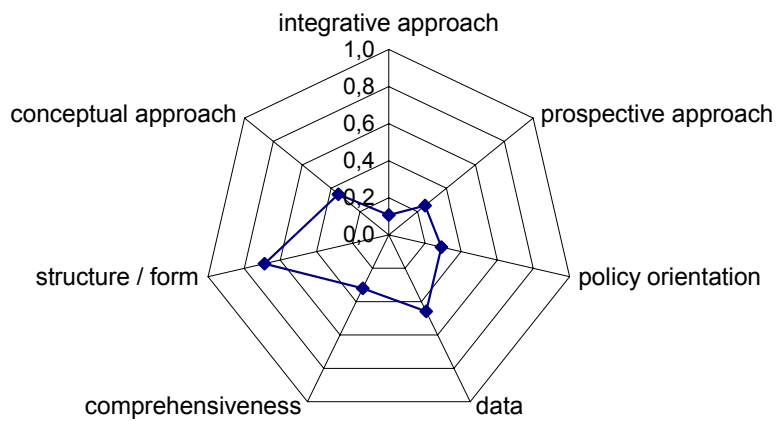 integrative approach
1,0
0,8
0,6
0,4
0,2
0,0
conceptual approach
prospective approach
structure / form
policy orientation
comprehensiveness
data